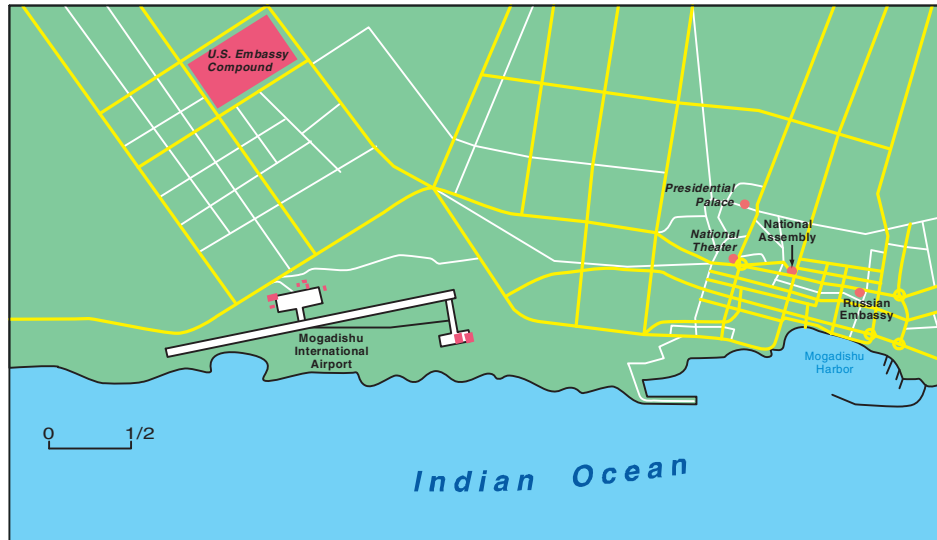 U.S. Embassy
Compound
Presidential
Palace
National
Assembly
National
Theater
Russian
Embassy
Mogadishu
International
Airport
Mogadishu
Harbor
0 1/2
Indian Ocean